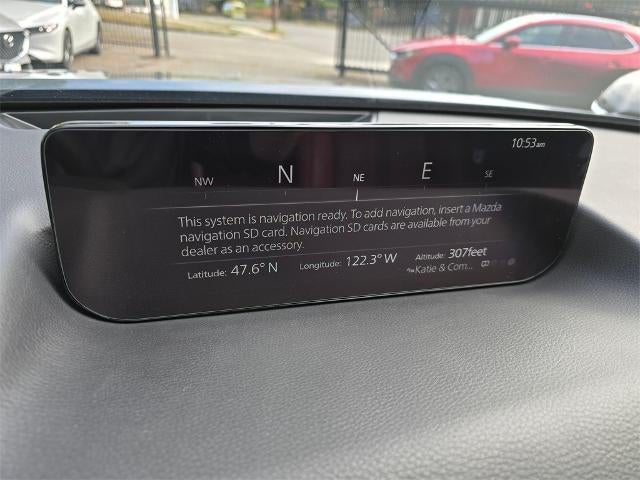 10:53am
NW N NE E SE
This system is navigation ready. To add navigation, insert a Mazda
navigation SD card. Navigation SD cards are available from your
dealer as an accessory.
Latitude: 47.6° N Longitude: 122.3° W Altitude: 307feet
Katie & Com...